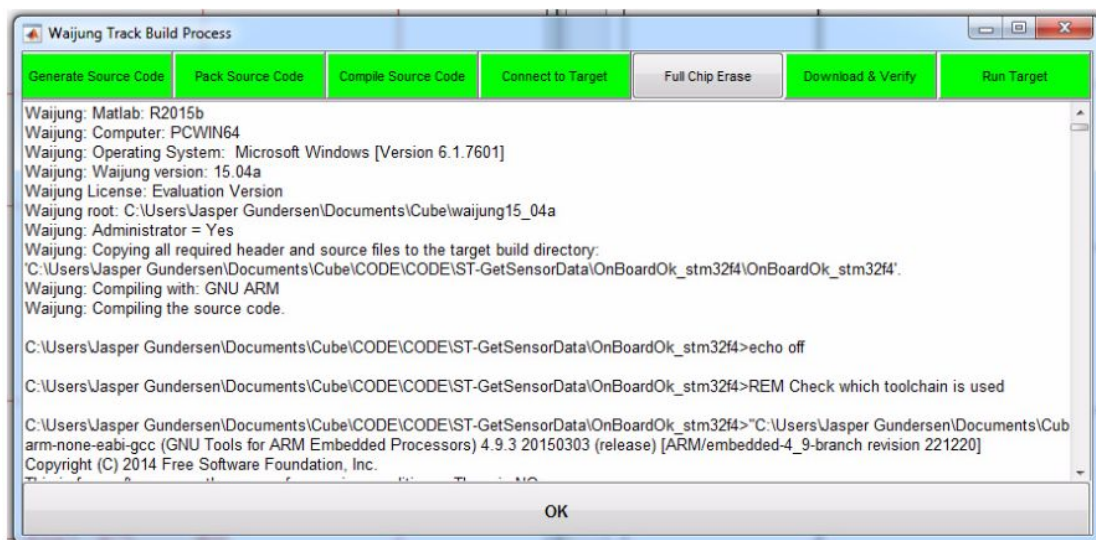 Waijung Track Build Process
Generate Source Code Pack Source Code Compile Source Code Connect to Target Full Chip Erase Download & Verify Run Target
Waijung: Matlab: R2015b
Waijung: Computer: PCWIN64
Waijung: Operating System:  Microsoft Windows [Version 6.1.7601]
Waijung: Waijung version: 15.04a
Waijung License: Evaluation Version
Waijung root: C:\Users\Jasper Gundersen\Documents\Cube\waijung15_04a
Waijung: Administrator = Yes
Waijung: Copying all required header and source files to the target build directory:
'C:\Users\Jasper Gundersen\Documents\Cube\CODE\CODE\ST-GetSensorData\OnBoardOk_stm32f4\OnBoardOk_stm32f4'.
Waijung: Compiling with: GNU ARM
Waijung: Compiling the source code.
C:\Users\Jasper Gundersen\Documents\Cube\CODE\CODE\ST-GetSensorData\OnBoardOk_stm32f4>echo off
C:\Users\Jasper Gundersen\Documents\Cube\CODE\CODE\ST-GetSensorData\OnBoardOk_stm32f4>REM Check which toolchain is used
C:\Users\Jasper Gundersen\Documents\Cube\CODE\CODE\ST-GetSensorData\OnBoardOk_stm32f4>"C:\Users\Jasper Gundersen\Documents\Cub
arm-none-eabi-gcc (GNU Tools for ARM Embedded Processors) 4.9.3 20150303 (release) [ARM/embedded-4_9-branch revision 221220]
Copyright (C) 2014 Free Software Foundation, Inc.
OK